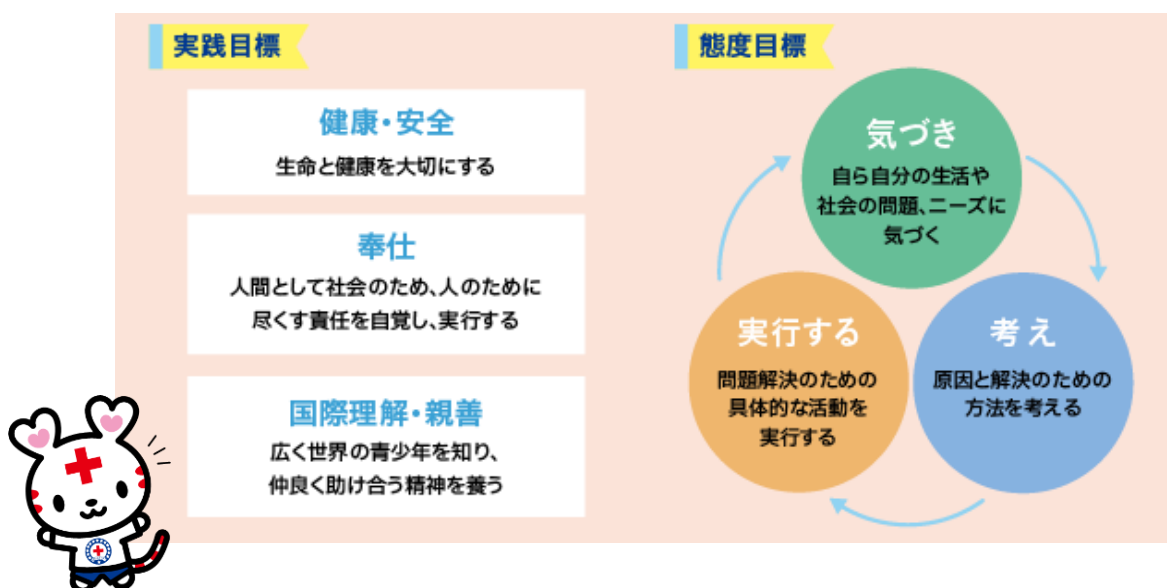 実践目標
健康・安全
生命と健康を大切にする
奉仕
人間として社会のため、人のために
尽くす責任を自覚し、実行する
国際理解・親善
広く世界の青少年を知り、
仲良く助け合う精神を養う
態度目標
気づき
自ら自分の生活や
社会の問題、ニーズに
気づく
考え
原因と解決のための
方法を考える
実行する
問題解決のための
具体的な活動を
実行する